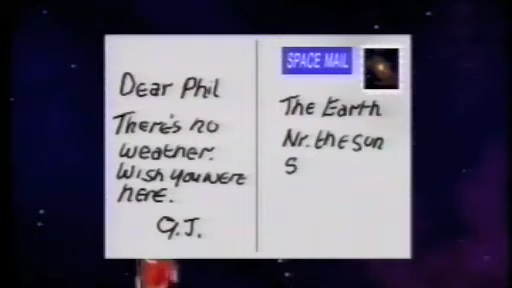 Dear Phil
There's no
weather.
Wish you were
here.
G.J.
SPACE MAIL
The Earth
Nr. the sun
S